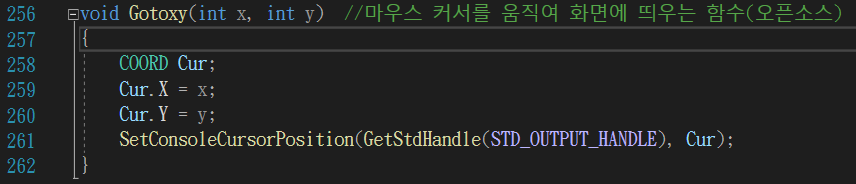 256 void Gotoxy(int x, int y) //마우스 커서를 움직여 화면에 띄우는 함수(오픈소스)
257 {
258 COORD Cur;
259 Cur.X = x;
260 Cur.Y = y;
261 SetConsoleCursorPosition(GetStdHandle(STD_OUTPUT_HANDLE), Cur);
262 }